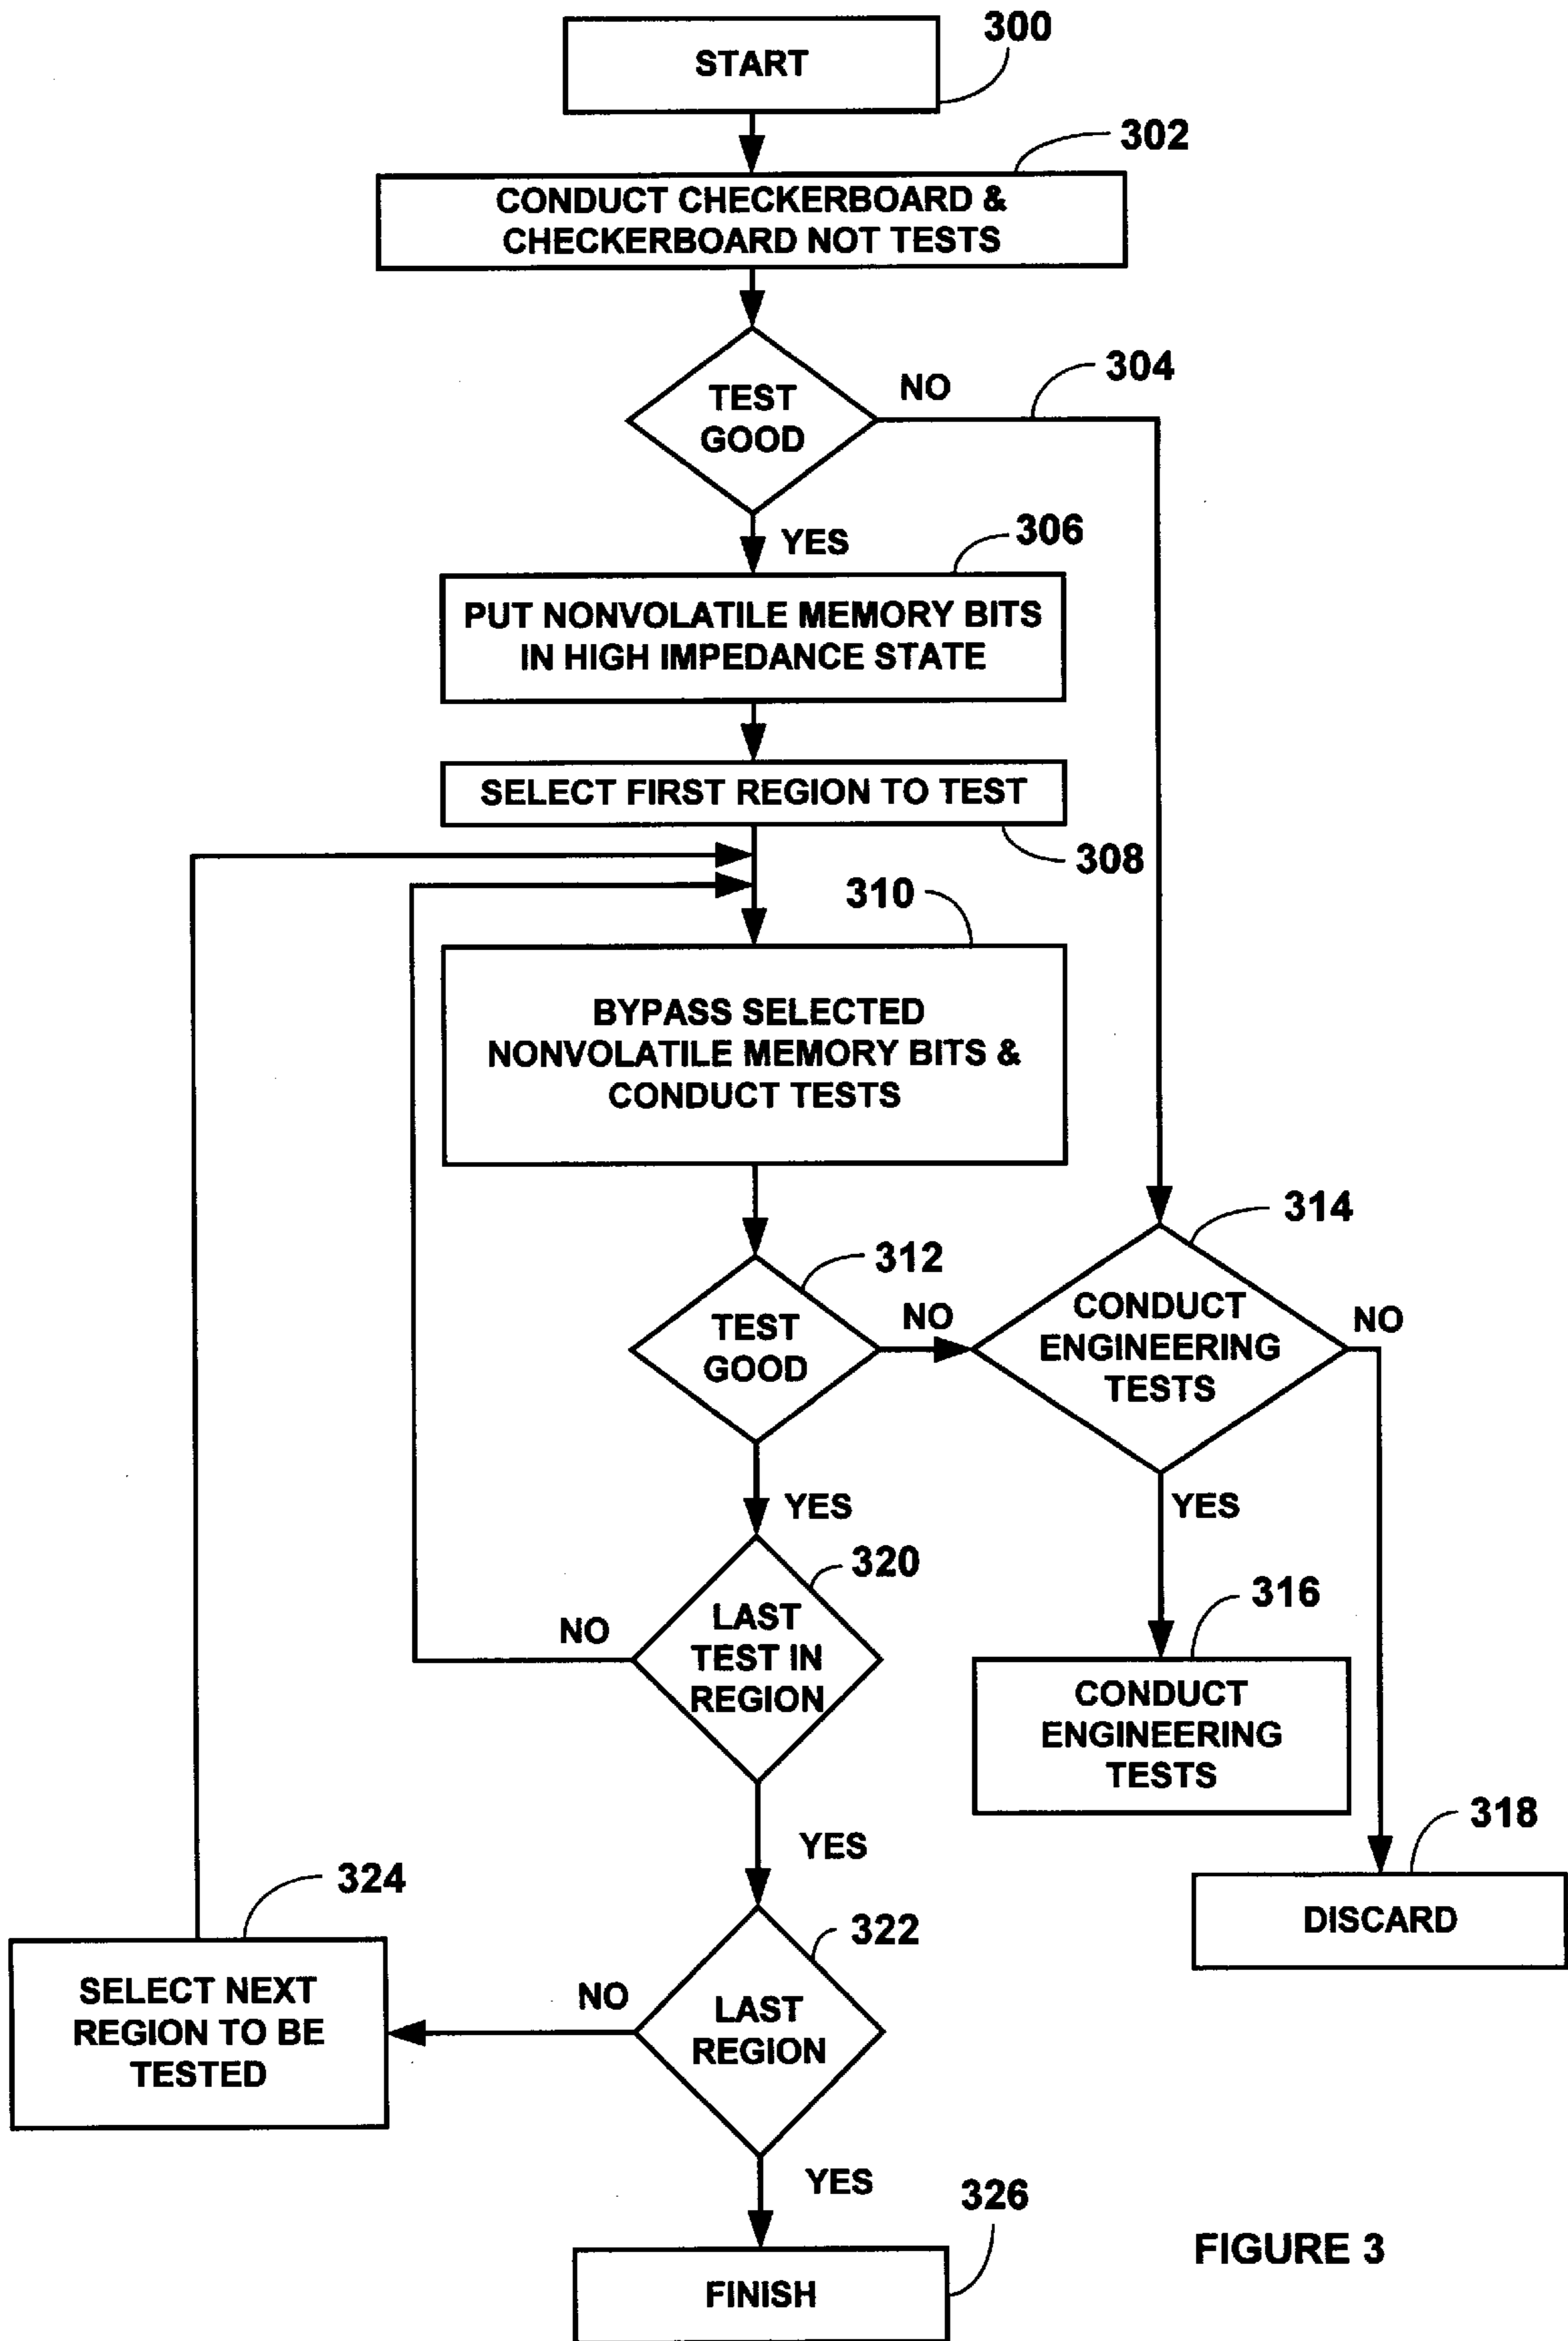 300
START
302
CONDUCT CHECKERBOARD &
CHECKERBOARD NOT TESTS
304
NO
TEST
GOOD
YES
306
PUT NONVOLATILE MEMORY BITS
IN HIGH IMPEDANCE STATE
SELECT FIRST REGION TO TEST
308
310
BYPASS SELECTED
NONVOLATILE MEMORY BITS &
CONDUCT TESTS
312
TEST
GOOD
NO
314
CONDUCT
ENGINEERING
TESTS
NO
YES
YES
316
CONDUCT
ENGINEERING
TESTS
318
DISCARD
320
LAST
TEST IN
REGION
NO
YES
322
LAST
REGION
NO
324
SELECT NEXT
REGION TO BE
TESTED
YES
326
FINISH
FIGURE 3